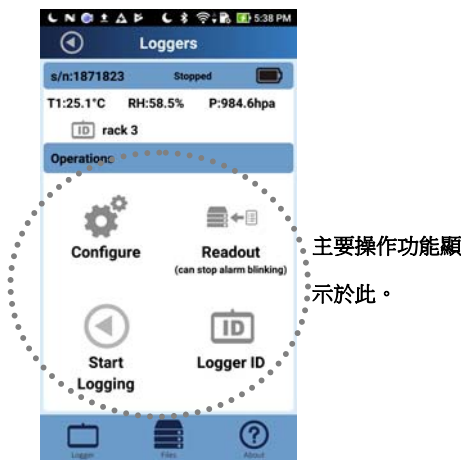 5:38 PM
Loggers
s/n:1871823 Stopped
T1:25.1°C RH:58.5% P:984.6hpa
ID rack 3
Operations
Configure
Readout
(can stop alarm blinking)
Start
Logging
ID
Logger ID
主要操作功能顯
示於此。
Logger Files About